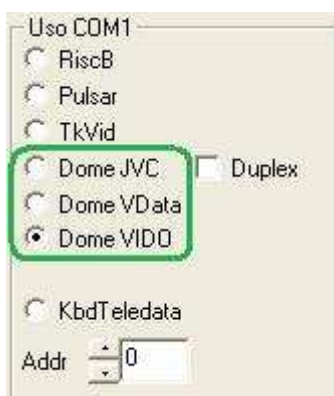 Uso COM1
RiscB
Pulsar
TkVid
Dome JVC Duplex
Dome VData
Dome VIDO
KbdTeledata
Addr 0